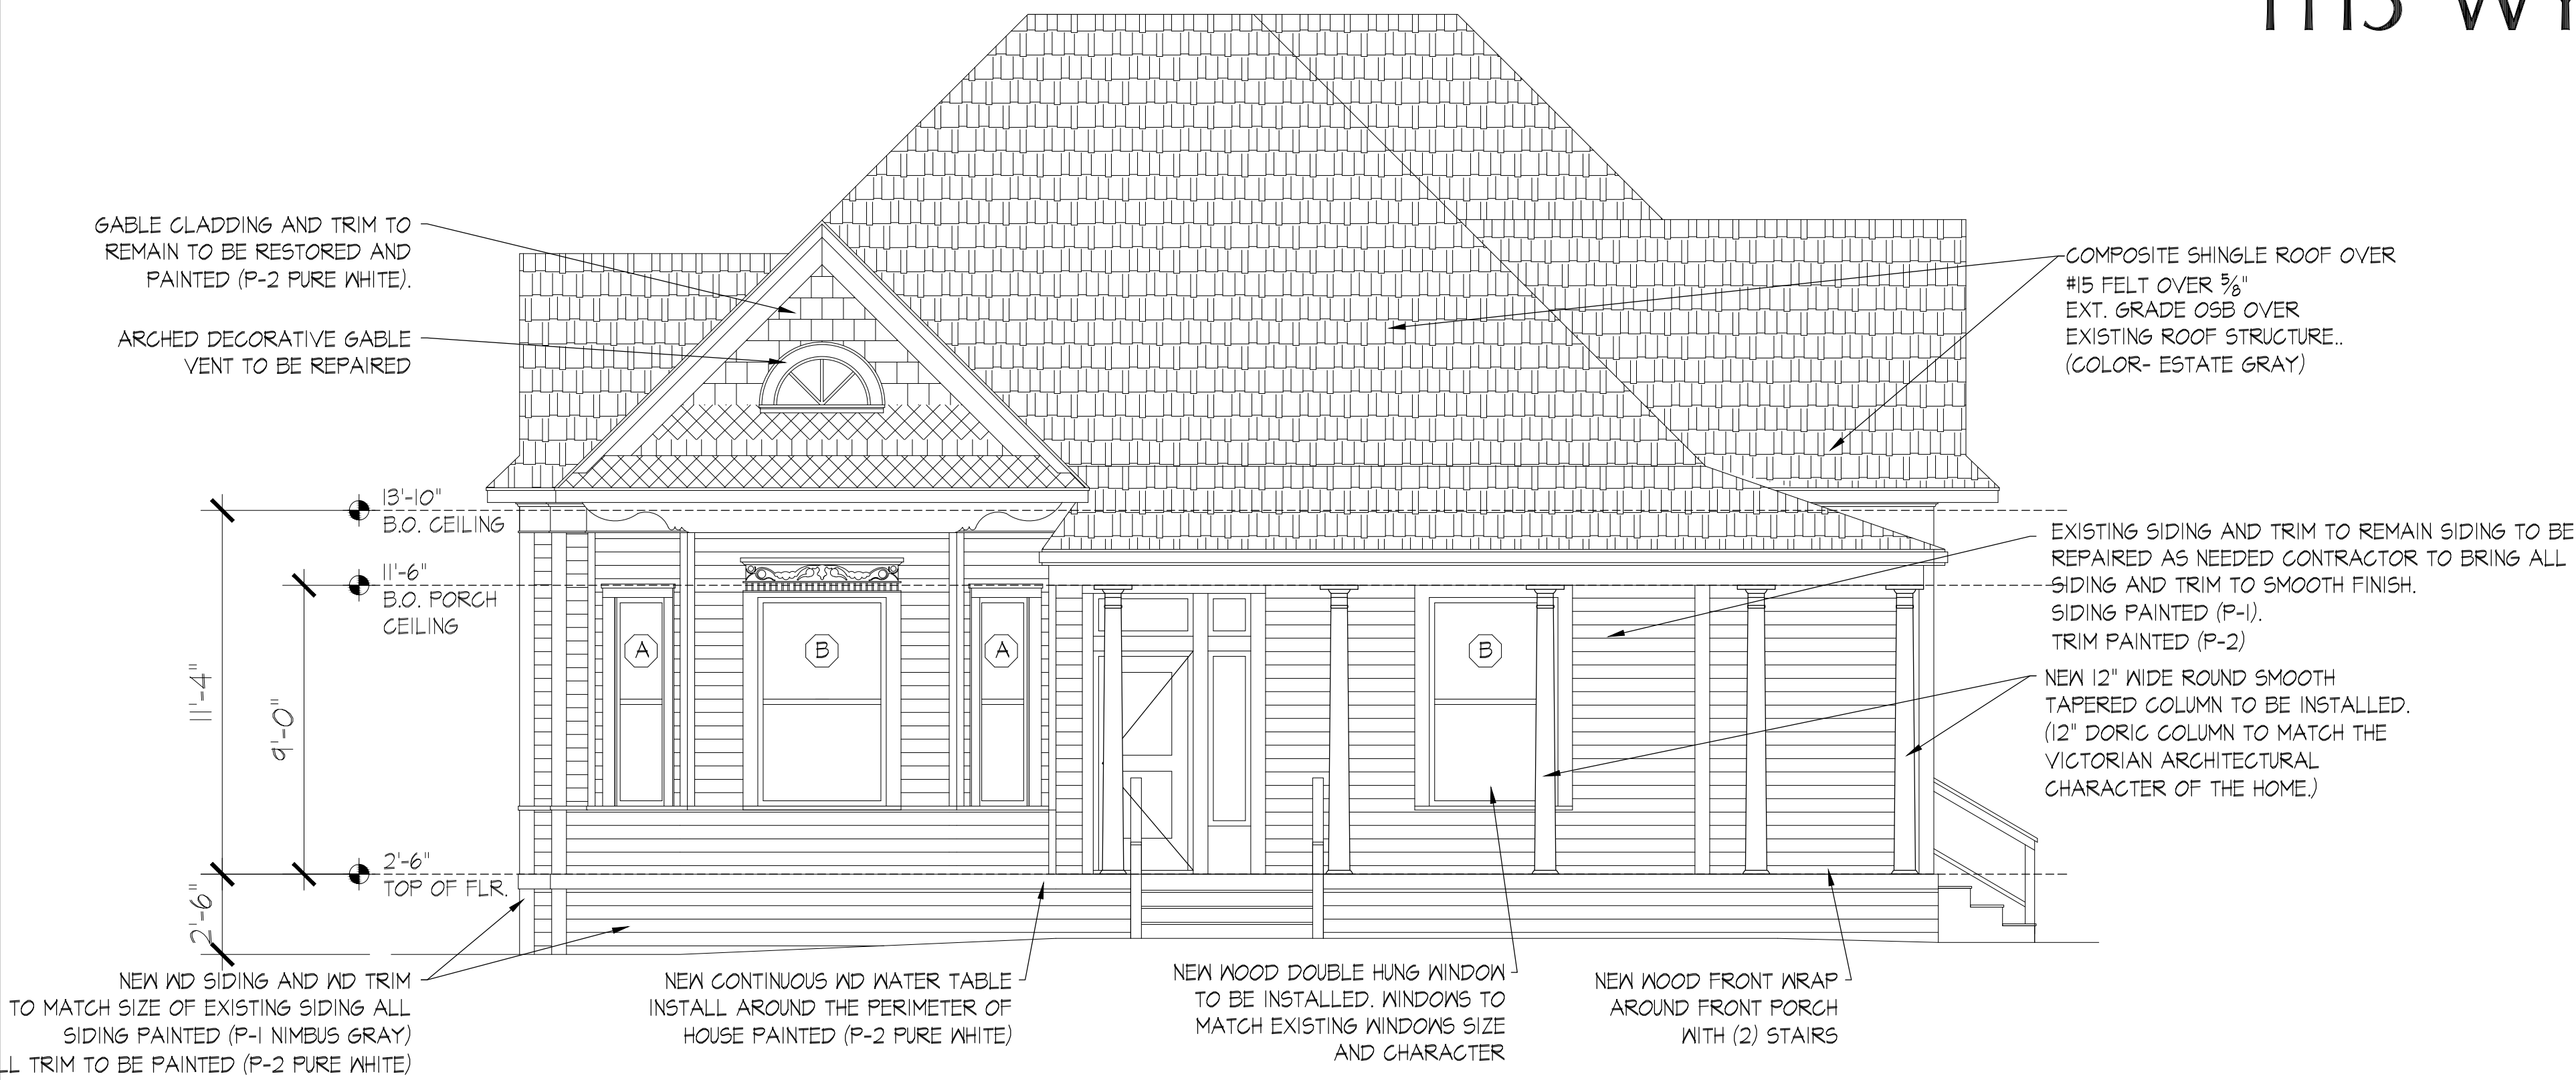 1113 WY
GABLE CLADDING AND TRIM TO
REMAIN TO BE RESTORED AND
PAINTED (P-2 PURE WHITE).
ARCHED DECORATIVE GABLE
VENT TO BE REPAIRED
COMPOSITE SHINGLE ROOF OVER
#15 FELT OVER 5/8"
EXT. GRADE OSB OVER
EXISTING ROOF STRUCTURE..
(COLOR- ESTATE GRAY)
13'-10"
B.O. CEILING
11'-6"
B.O. PORCH
CEILING
11'-4"
9'-0"
2'-6"
TOP OF FLR.
2'-6"
A
B
A
B
EXISTING SIDING AND TRIM TO REMAIN SIDING TO BE
REPAIRED AS NEEDED CONTRACTOR TO BRING ALL
SIDING AND TRIM TO SMOOTH FINISH.
SIDING PAINTED (P-1).
TRIM PAINTED (P-2)
NEW 12" WIDE ROUND SMOOTH
TAPERED COLUMN TO BE INSTALLED.
(12" DORIC COLUMN TO MATCH THE
VICTORIAN ARCHITECTURAL
CHARACTER OF THE HOME.)
NEW WD SIDING AND WD TRIM
TO MATCH SIZE OF EXISTING SIDING ALL
SIDING PAINTED (P-1 NIMBUS GRAY)
LL TRIM TO BE PAINTED (P-2 PURE WHITE)
NEW CONTINUOUS WD WATER TABLE
INSTALL AROUND THE PERIMETER OF
HOUSE PAINTED (P-2 PURE WHITE)
NEW WOOD DOUBLE HUNG WINDOW
TO BE INSTALLED. WINDOWS TO
MATCH EXISTING WINDOWS SIZE
AND CHARACTER
NEW WOOD FRONT WRAP
AROUND FRONT PORCH
WITH (2) STAIRS